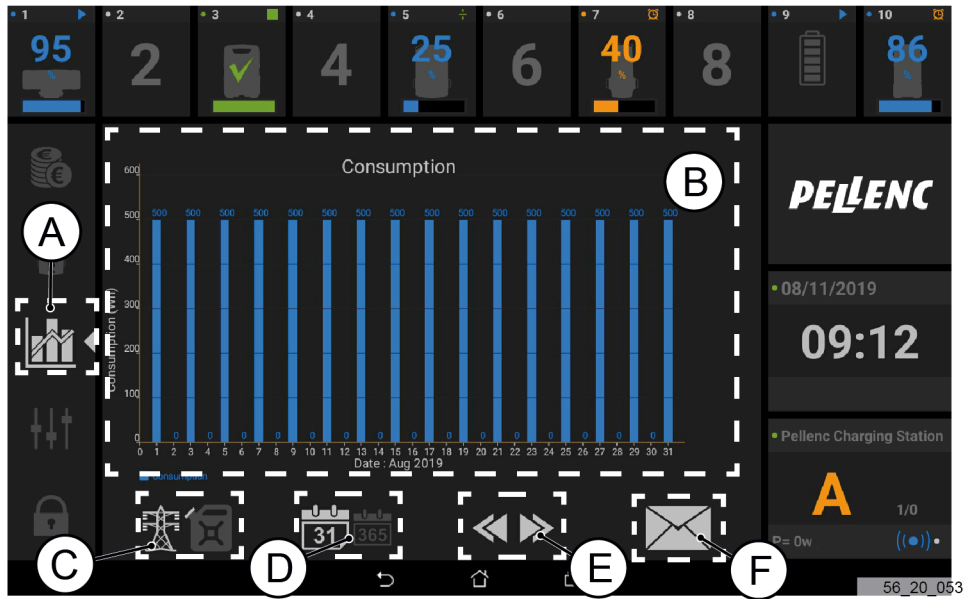 1 2 3 4 5 6 7 8 9 10
95 % 2 4 25 % 6 40 % 8 86 %
Consumption
B
PELLENC
A
600
500
400
300
200
100
0
Consumption (Wh)
500 500 500 500 500 500 500 500 500 500 500 500 500 500 500 500
0 0 0 0 0 0 0 0 0 0 0 0 0 0 0
0 1 2 3 4 5 6 7 8 9 10 11 12 13 14 15 16 17 18 19 20 21 22 23 24 25 26 27 28 29 30 31
Date : Aug 2019
Consumption
08/11/2019
09:12
Pellenc Charging Station
A
1/0
P= 0w
31 365
C D E F
56_20_053